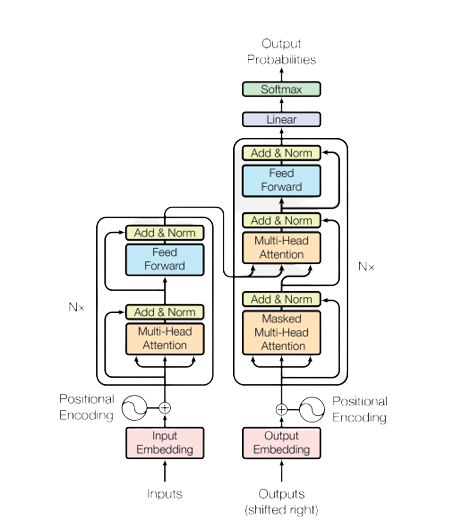 Output
Probabilities
Softmax
Linear
Add & Norm
Feed
Forward
Add & Norm
Multi-Head
Attention
Add & Norm
Masked
Multi-Head
Attention
N×
Add & Norm
Feed
Forward
Add & Norm
Multi-Head
Attention
N×
Positional
Encoding
Positional
Encoding
Input
Embedding
Output
Embedding
Inputs
Outputs
(shifted right)